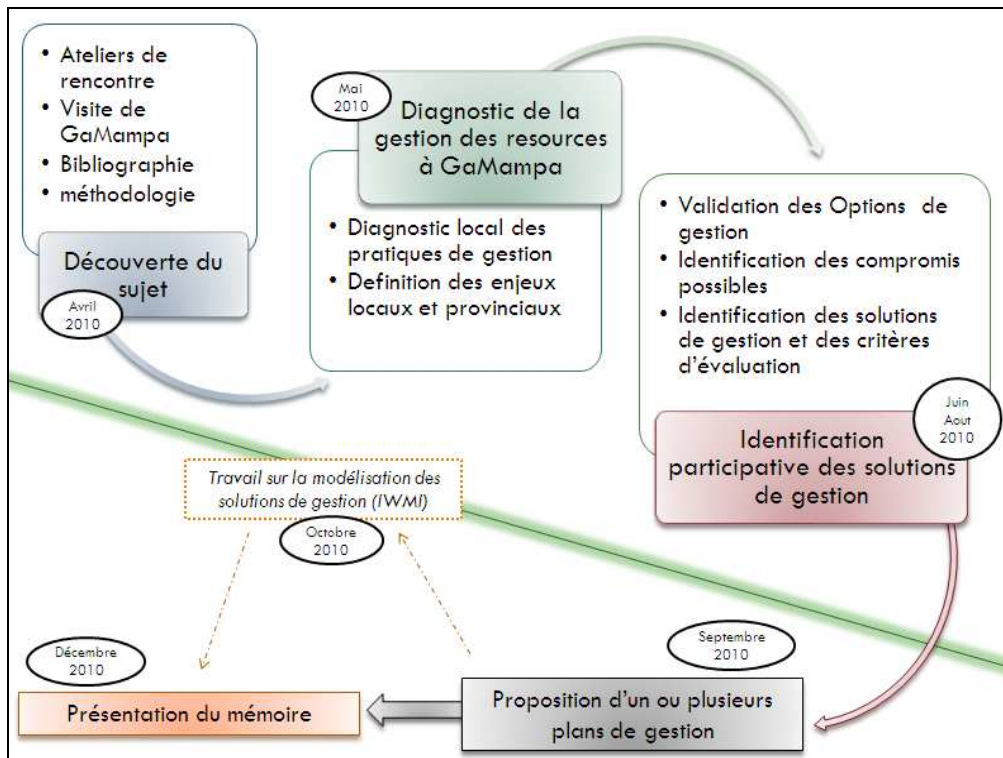 • Ateliers de
rencontre
• Visite de
GaMampa
• Bibliographie
• méthodologie
Découverte du
sujet
Avril
2010
Mai
2010
Diagnostic de la
gestion des resources
à GaMampa
• Diagnostic local des
pratiques de gestion
• Definition des enjeux
locaux et provinciaux
• Validation des Options de
gestion
• Identification des compromis
possibles
• Identification des solutions
de gestion et des critères
d'évaluation
Juin
Aout
2010
Identification
participative des solutions
de gestion
Travail sur la modélisation des
solutions de gestion (IWMI)
Octobre
2010
Septembre
2010
Proposition d'un ou plusieurs
plans de gestion
Décembre
2010
Présentation du mémoire